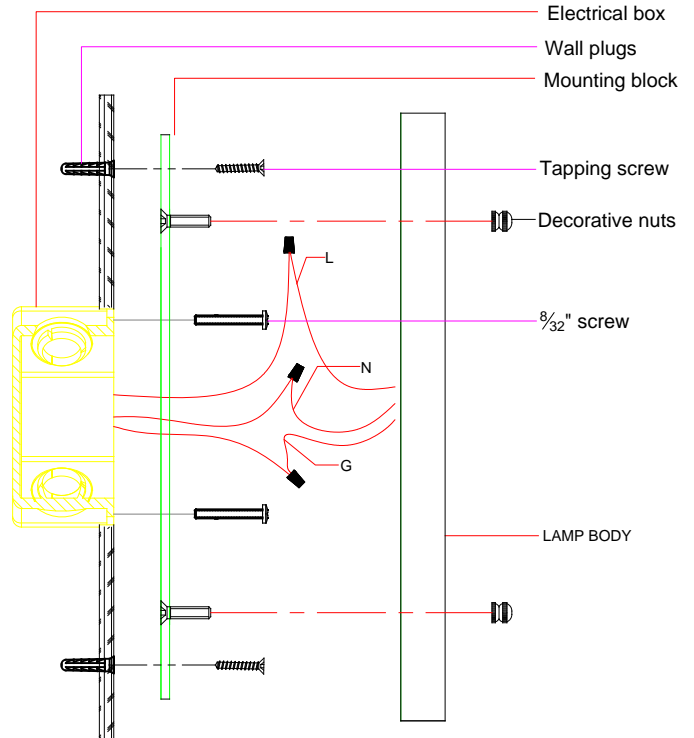 Electrical box
Wall plugs
Mounting block
Tapping screw
Decorative nuts
L
8/32" screw
N
G
LAMP BODY